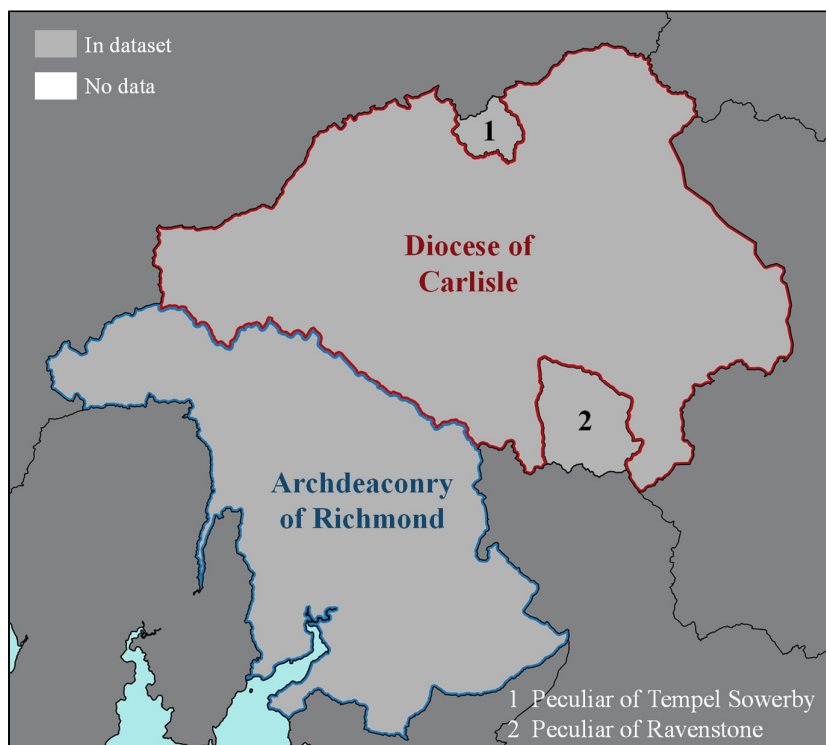 In dataset
No data
1
Diocese of
Carlisle
2
Archdeaconry
of Richmond
1 Peculiar of Tempel Sowerby
2 Peculiar of Ravenstone